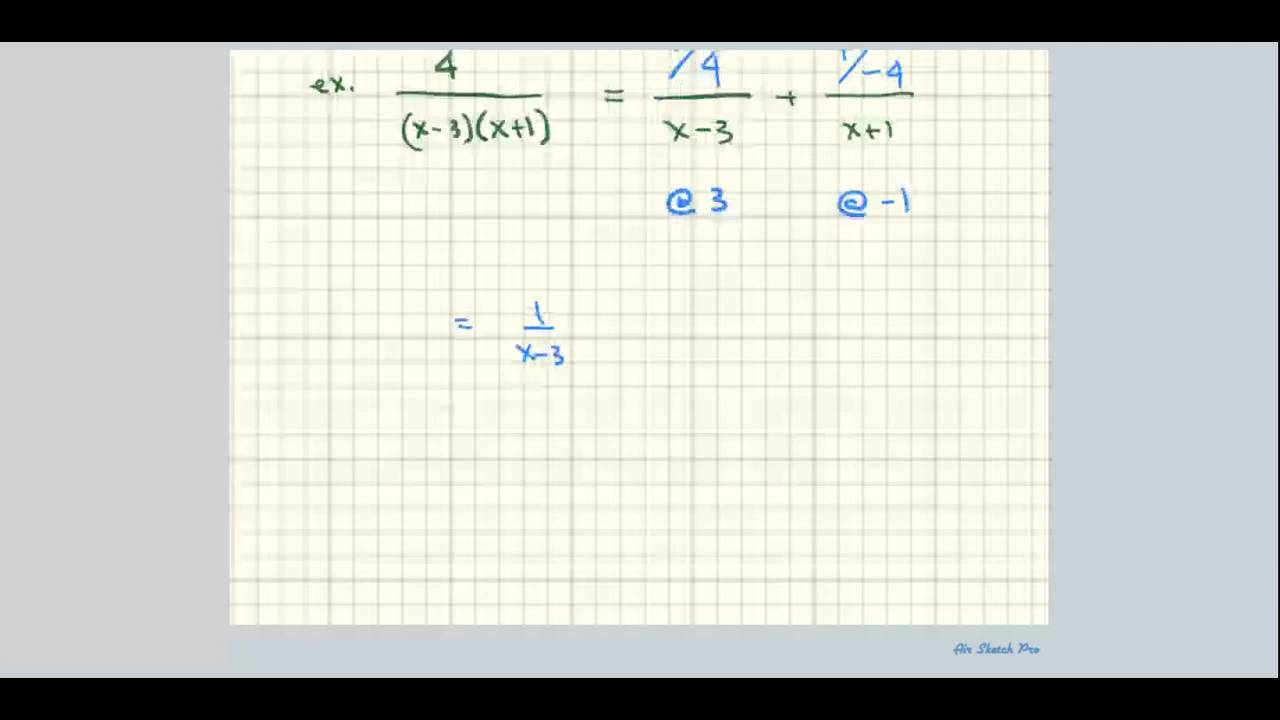 ex. 4 / (x-3)(x+1) = /4 / x-3 + /-4 / x+1
@ 3 @ -1
= 1 / x-3
Air Sketch Pro